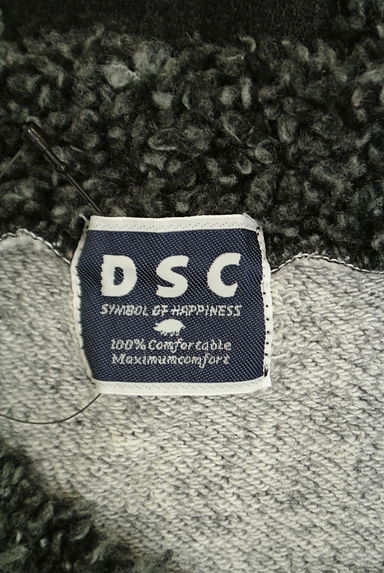 DSC
SYMBOL OF HAPPINESS
100% Comfortable
Maximumcomfort